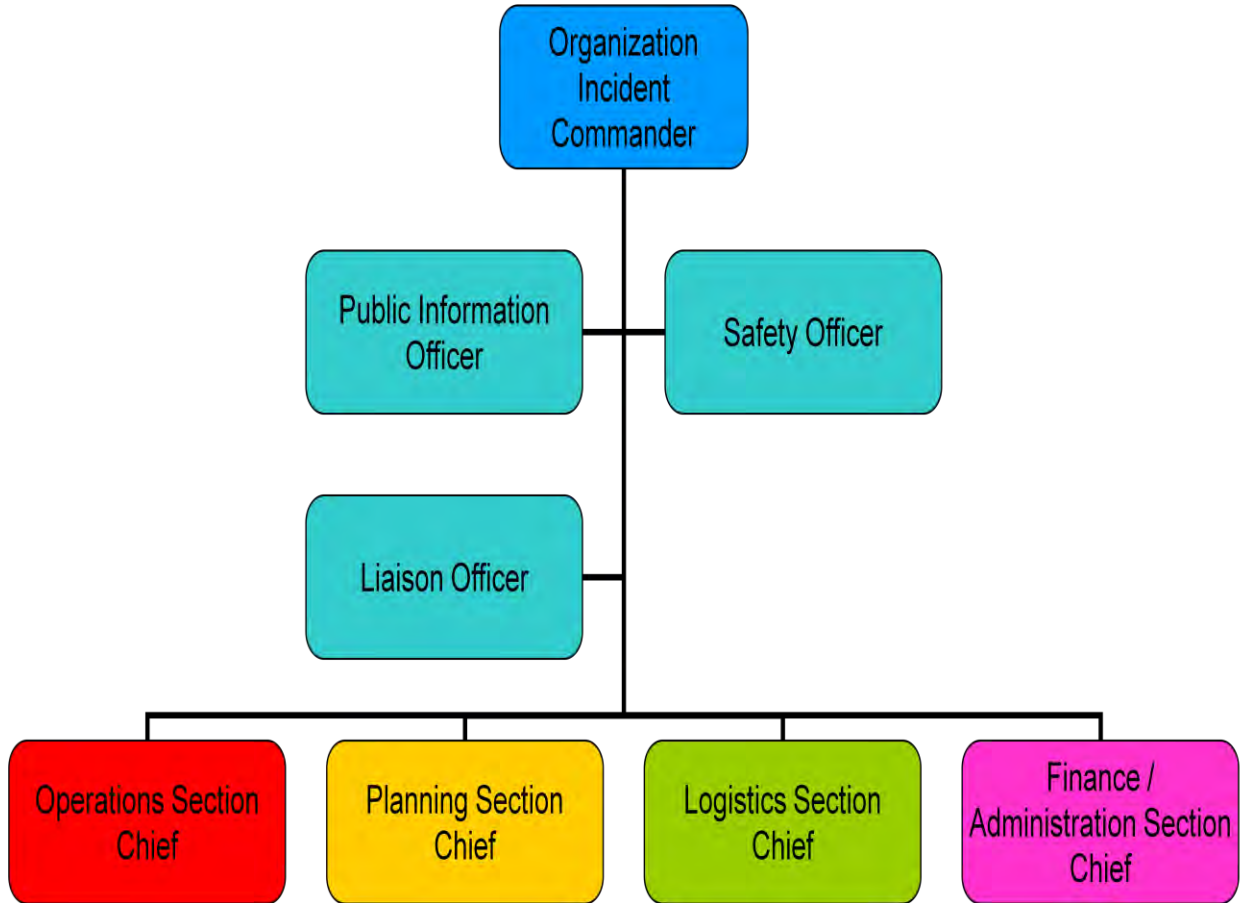 Organization
Incident
Commander
Public Information
Officer
Safety Officer
Liaison Officer
Operations Section
Chief
Planning Section
Chief
Logistics Section
Chief
Finance /
Administration Section
Chief